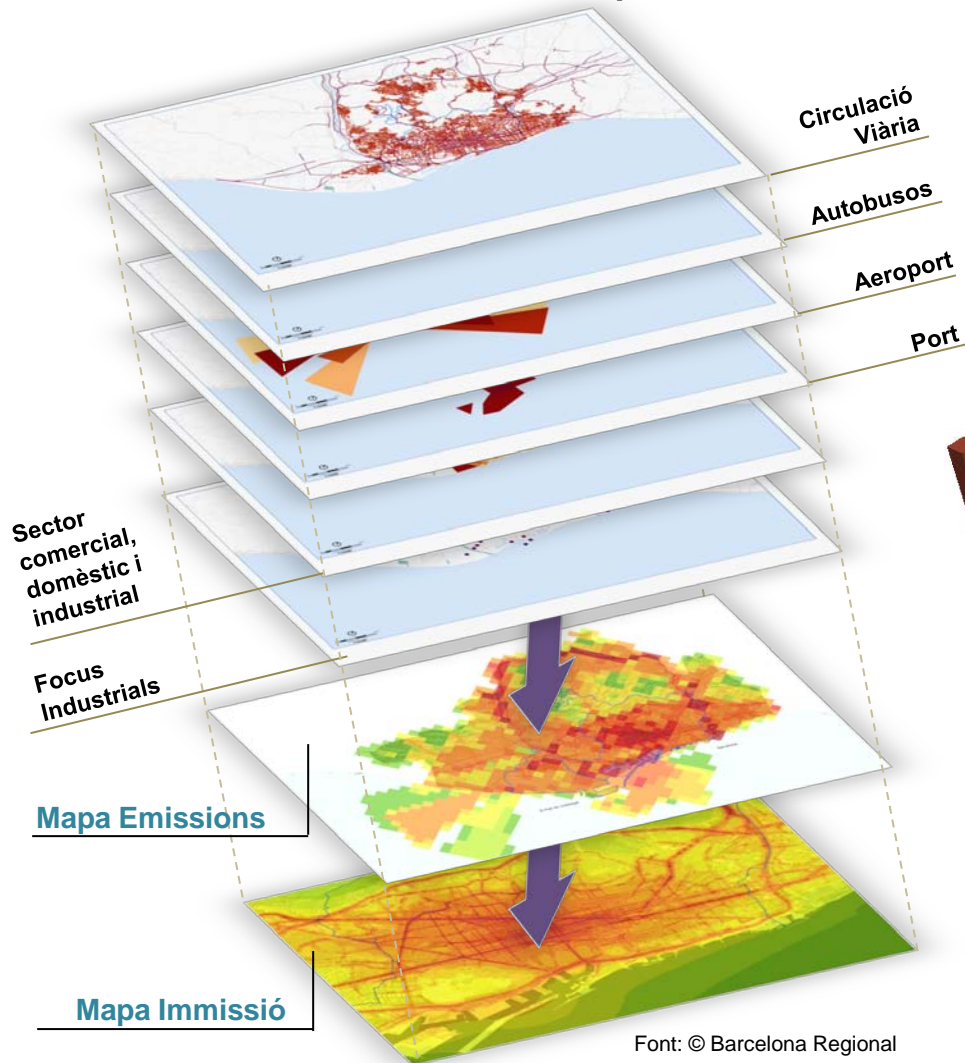 Circulació
Viària
Autobusos
Aeroport
Port
Sector
comercial,
domèstic i
industrial
Focus
Industrials
Mapa Emissions
Mapa Immissió
Font: © Barcelona Regional